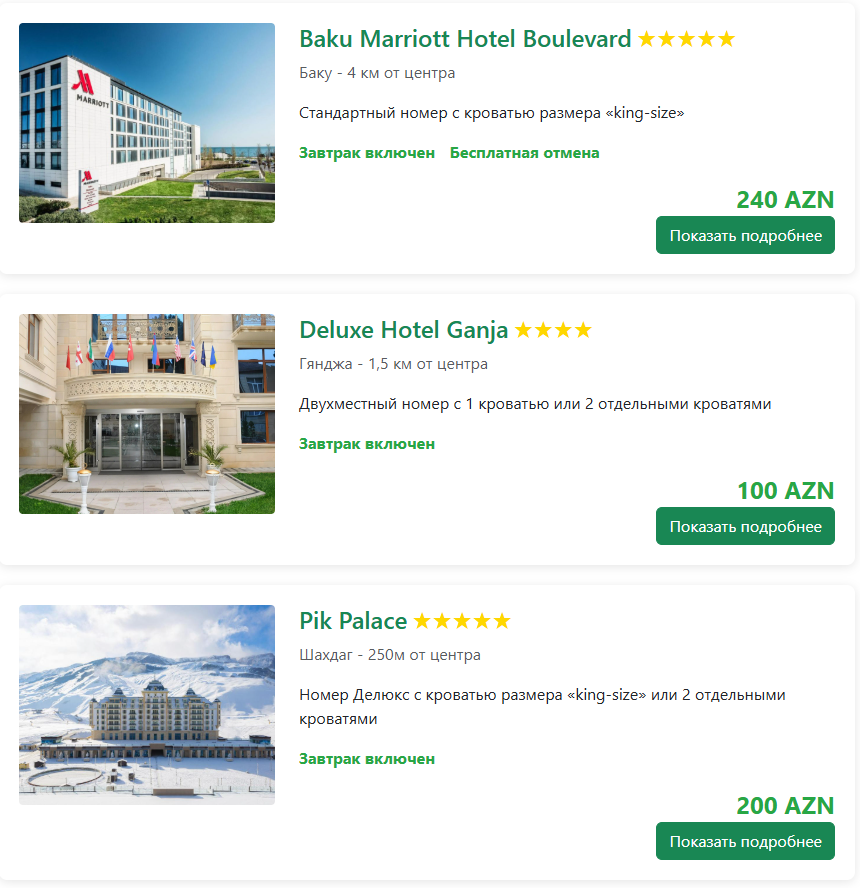 Baku Marriott Hotel Boulevard ★★★★★
Баку - 4 км от центра
Стандартный номер с кроватью размера «king-size»
Завтрак включен Бесплатная отмена
MARRIOTT
240 AZN
Показать подробнее
Deluxe Hotel Ganja ★★★★
Гянджа - 1,5 км от центра
Двухместный номер с 1 кроватью или 2 отдельными кроватями
Завтрак включен
100 AZN
Показать подробнее
Pik Palace ★★★★★
Шахдаг - 250м от центра
Номер Делюкс с кроватью размера «king-size» или 2 отдельными
кроватями
Завтрак включен
200 AZN
Показать подробнее